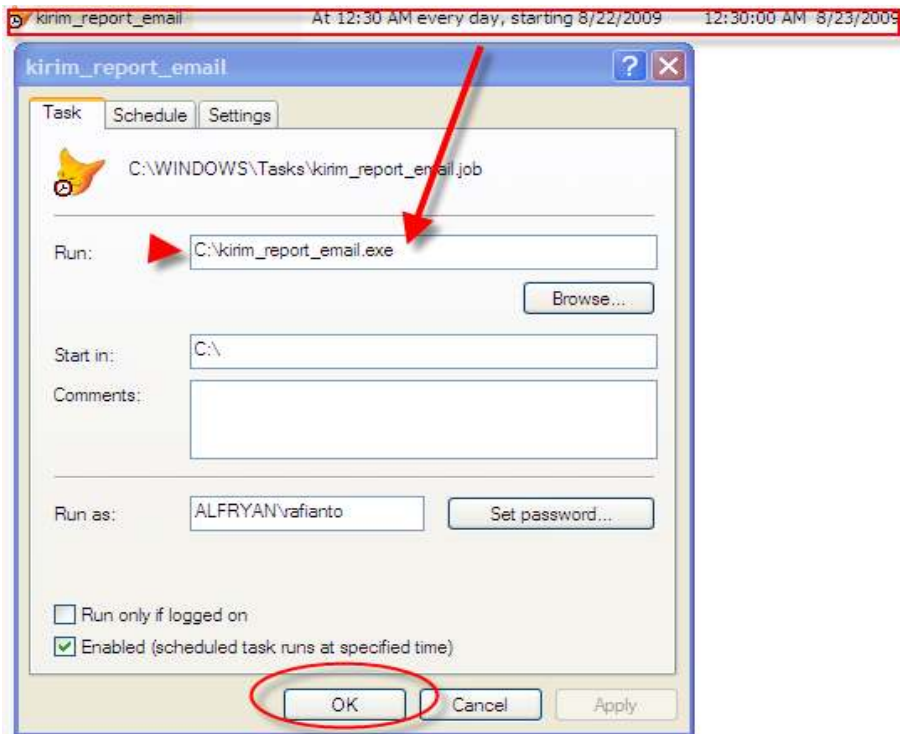 kirim_report_email At 12:30 AM every day, starting 8/22/2009 12:30:00 AM 8/23/2009
kirim_report_email
Task Schedule Settings
C:\WINDOWS\Tasks\kirim_report_email.job
Run: C:\kirim_report_email.exe
Browse...
Start in: C:\
Comments:
Run as: ALFRYAN\rafianto Set password...
Run only if logged on
Enabled (scheduled task runs at specified time)
OK Cancel Apply